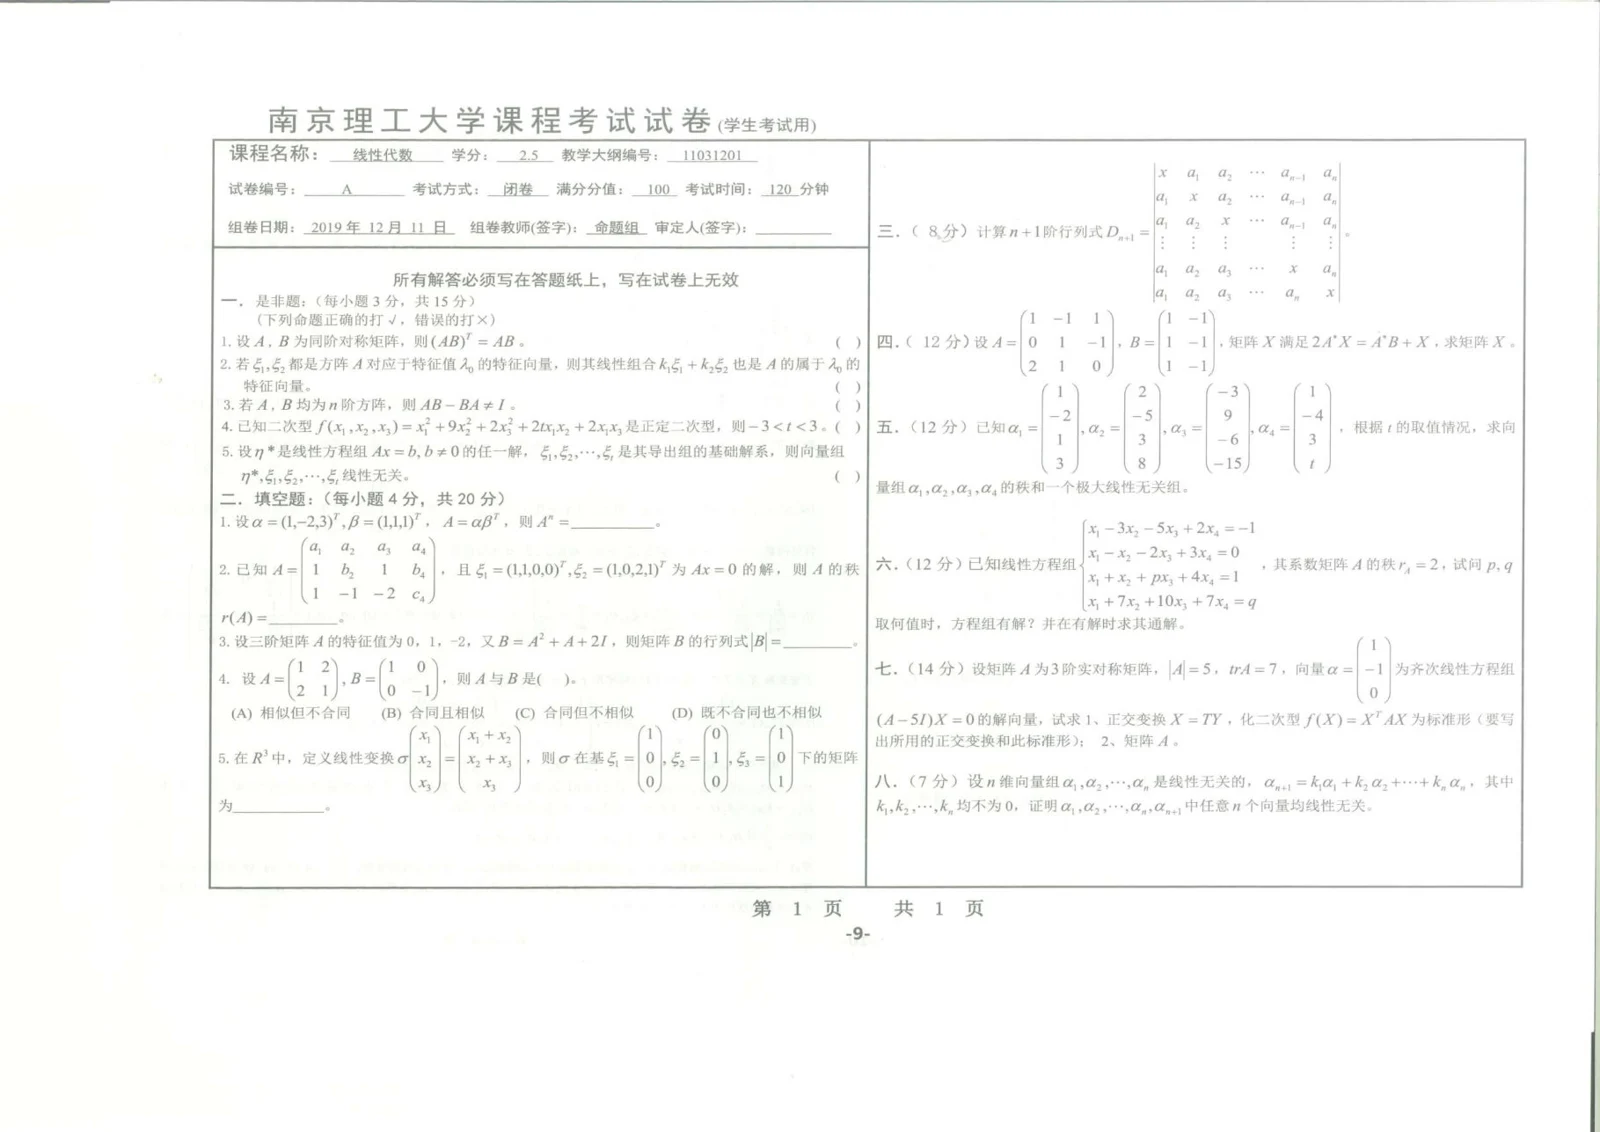 南京理工大学课程考试试卷(学生考试用)
课程名称: 线性代数 学分: 2.5 教学大纲编号: 11031201
试卷编号: A 考试方式: 闭卷 满分分值: 100 考试时间: 120 分钟
组卷日期: 2019 年 12 月 11 日 组卷教师(签字): 命题组 审定人(签字):
所有解答必须写在答题纸上，写在试卷上无效
一．是非题:（每小题 3 分，共 15 分）
（下列命题正确的打 √，错误的打 ×）
1. 设 A , B 为同阶对称矩阵，则 (AB)^T = AB 。 ( )
2. 若 ξ₁,ξ₂ 都是方阵 A 对应于特征值 λ₀ 的特征向量，则其线性组合 k₁ξ₁ + k₂ξ₂ 也是 A 的属于 λ₀ 的
特征向量。 ( )
3. 若 A , B 均为 n 阶方阵，则 AB − BA ≠ I 。 ( )
4. 已知二次型 f(x₁,x₂,x₃) = x₁² + 9x₂² + 2x₃² + 2tx₁x₂ + 2x₁x₃ 是正定二次型，则 −3 < t < 3 。( )
5. 设 η* 是线性方程组 Ax = b, b ≠ 0 的任一解， ξ₁,ξ₂,⋯,ξ_t 是其导出组的基础解系，则向量组
η*,ξ₁,ξ₂,⋯,ξ_t 线性无关。 ( )
二．填空题:（每小题 4 分，共 20 分）
1. 设 α = (1,−2,3)^T , β = (1,1,1)^T ， A = αβ^T ，则 A^n = ________。
2. 已知 A = (a₁ a₂ a₃ a₄; 1 b₂ 1 b₄; 1 −1 −2 c₄)，且 ξ₁ = (1,1,0,0)^T , ξ₂ = (1,0,2,1)^T 为 Ax = 0 的解，则 A 的秩
r(A) = ________。
3. 设三阶矩阵 A 的特征值为 0，1，-2，又 B = A² + A + 2I ，则矩阵 B 的行列式 |B| = ________。
4. 设 A = (1 2; 2 1), B = (1 0; 0 −1)，则 A 与 B 是( )。
(A) 相似但不合同 (B) 合同且相似 (C) 合同但不相似 (D) 既不合同也不相似
5. 在 R³ 中，定义线性变换 σ(x₁; x₂; x₃) = (x₁ + x₂; x₂ + x₃; x₃)，则 σ 在基 ξ₁ = (1; 0; 0), ξ₂ = (0; 1; 0), ξ₃ = (1; 0; 1) 下的矩阵
为________。
三．( 8分）计算 n + 1 阶行列式 D_{n+1} = |x a₁ a₂ ⋯ a_{n−1} a_n; a₁ x a₂ ⋯ a_{n−1} a_n; a₁ a₂ x ⋯ a_{n−1} a_n; ⋮ ⋮ ⋮ ⋮ ⋮; a₁ a₂ a₃ ⋯ x a_n; a₁ a₂ a₃ ⋯ a_n x| 。
四.( 12 分) 设 A = (1 −1 1; 0 1 −1; 2 1 0), B = (1 −1; 1 −1; 1 −1), 矩阵 X 满足 2A*X = A*B + X , 求矩阵 X 。
五.（12 分）已知 α₁ = (1; −2; 1; 3), α₂ = (2; −5; 3; 8), α₃ = (−3; 9; −6; −15), α₄ = (1; −4; 3; t) ，根据 t 的取值情况，求向
量组 α₁,α₂,α₃,α₄ 的秩和一个极大线性无关组。
六.（12 分）已知线性方程组 {x₁ − 3x₂ − 5x₃ + 2x₄ = −1; x₁ − x₂ − 2x₃ + 3x₄ = 0; x₁ + x₂ + px₃ + 4x₄ = 1; x₁ + 7x₂ + 10x₃ + 7x₄ = q ，其系数矩阵 A 的秩 r_A = 2，试问 p, q
取何值时，方程组有解？并在有解时求其通解。
七.（14 分）设矩阵 A 为 3 阶实对称矩阵， |A| = 5，trA = 7，向量 α = (1; −1; 0) 为齐次线性方程组
(A − 5I)X = 0 的解向量，试求 1、正交变换 X = TY ，化二次型 f(X) = X^T AX 为标准形（要写
出所用的正交变换和此标准形）； 2、矩阵 A 。
八.（7 分）设 n 维向量组 α₁,α₂,⋯,α_n 是线性无关的， α_{n+1} = k₁α₁ + k₂α₂ + ⋯ + k_nα_n，其中
k₁,k₂,⋯,k_n 均不为 0，证明 α₁,α₂,⋯,α_n,α_{n+1} 中任意 n 个向量均线性无关。
第 1 页 共 1 页
-9-